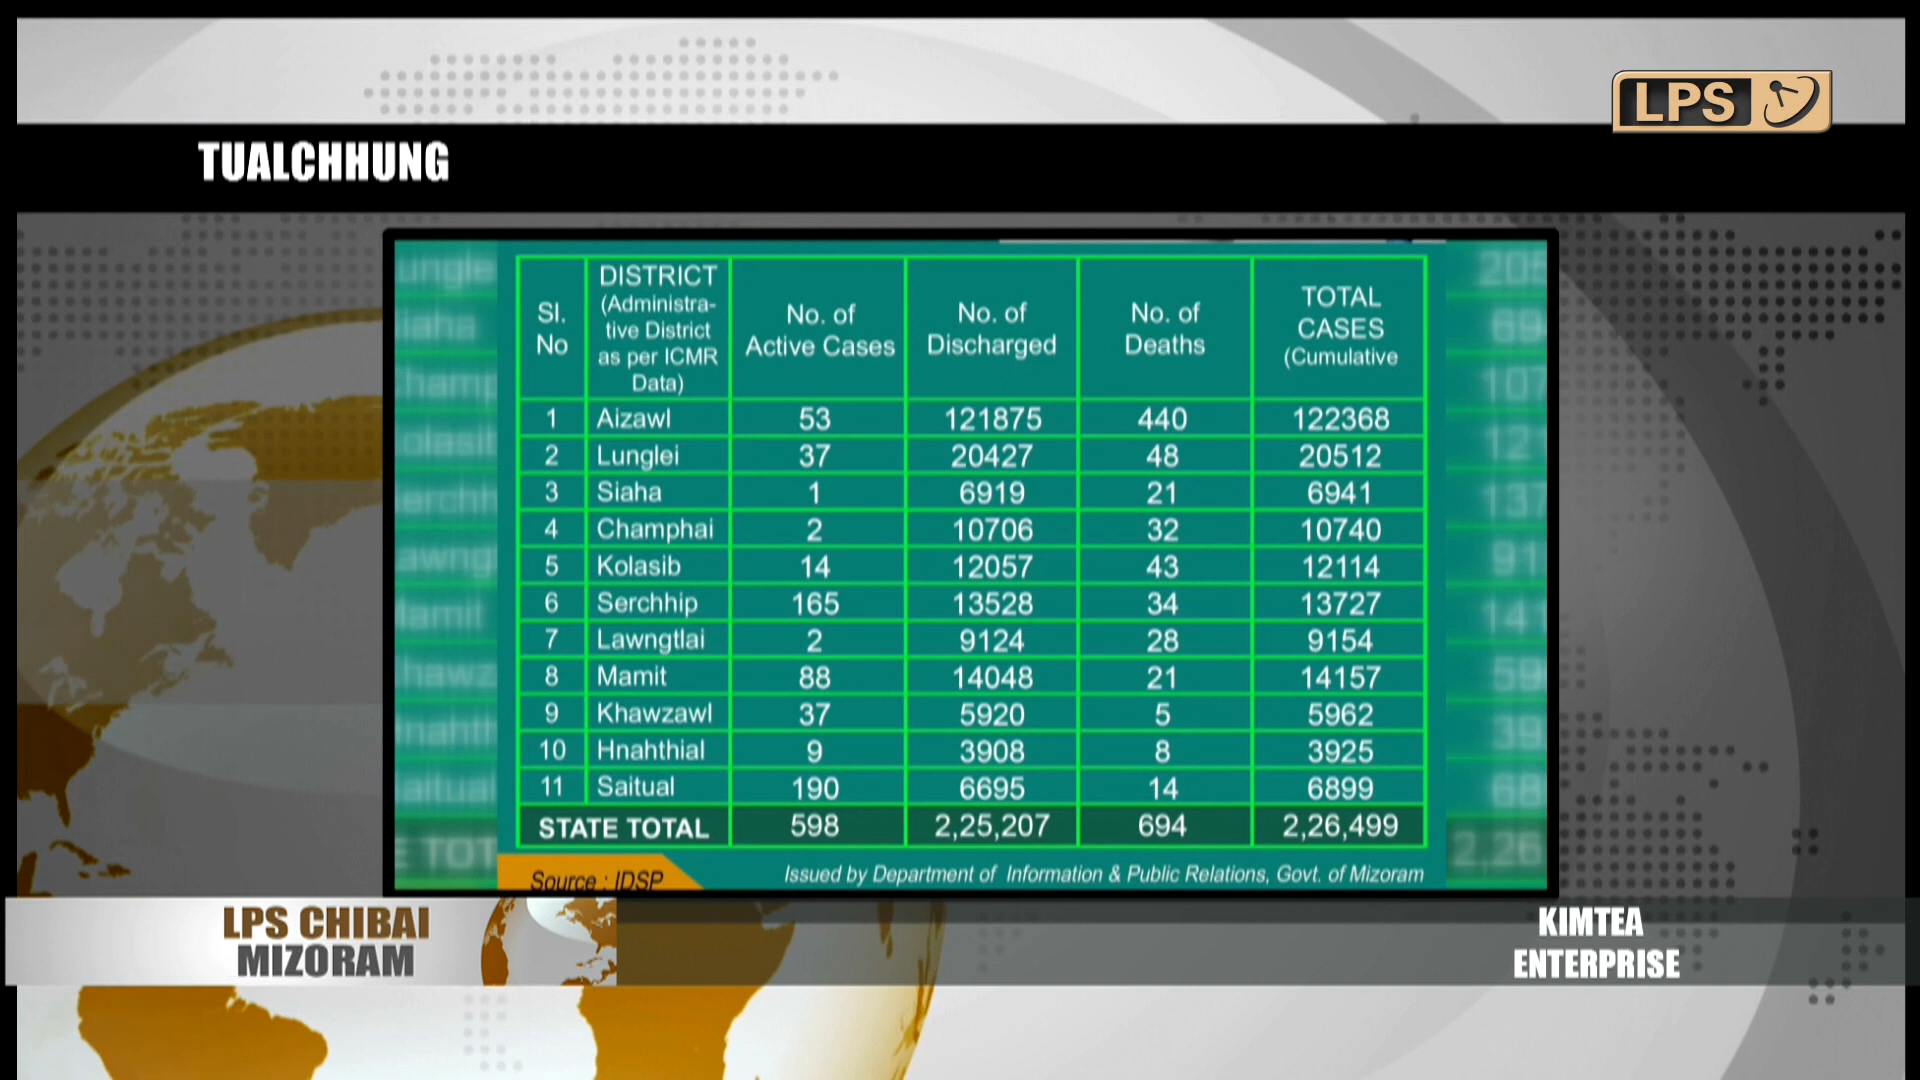 LPS
TUALCHHUNG
Sl. No | DISTRICT (Administra-tive District as per ICMR Data) | No. of Active Cases | No. of Discharged | No. of Deaths | TOTAL CASES (Cumulative
1 Aizawl 53 121875 440 122368
2 Lunglei 37 20427 48 20512
3 Siaha 1 6919 21 6941
4 Champhai 2 10706 32 10740
5 Kolasib 14 12057 43 12114
6 Serchhip 165 13528 34 13727
7 Lawngtlai 2 9124 28 9154
8 Mamit 88 14048 21 14157
9 Khawzawl 37 5920 5 5962
10 Hnahthial 9 3908 8 3925
11 Saitual 190 6695 14 6899
STATE TOTAL 598 2,25,207 694 2,26,499
Source : IDSP
Issued by Department of Information & Public Relations, Govt. of Mizoram
LPS CHIBAI
MIZORAM
KIMTEA
ENTERPRISE